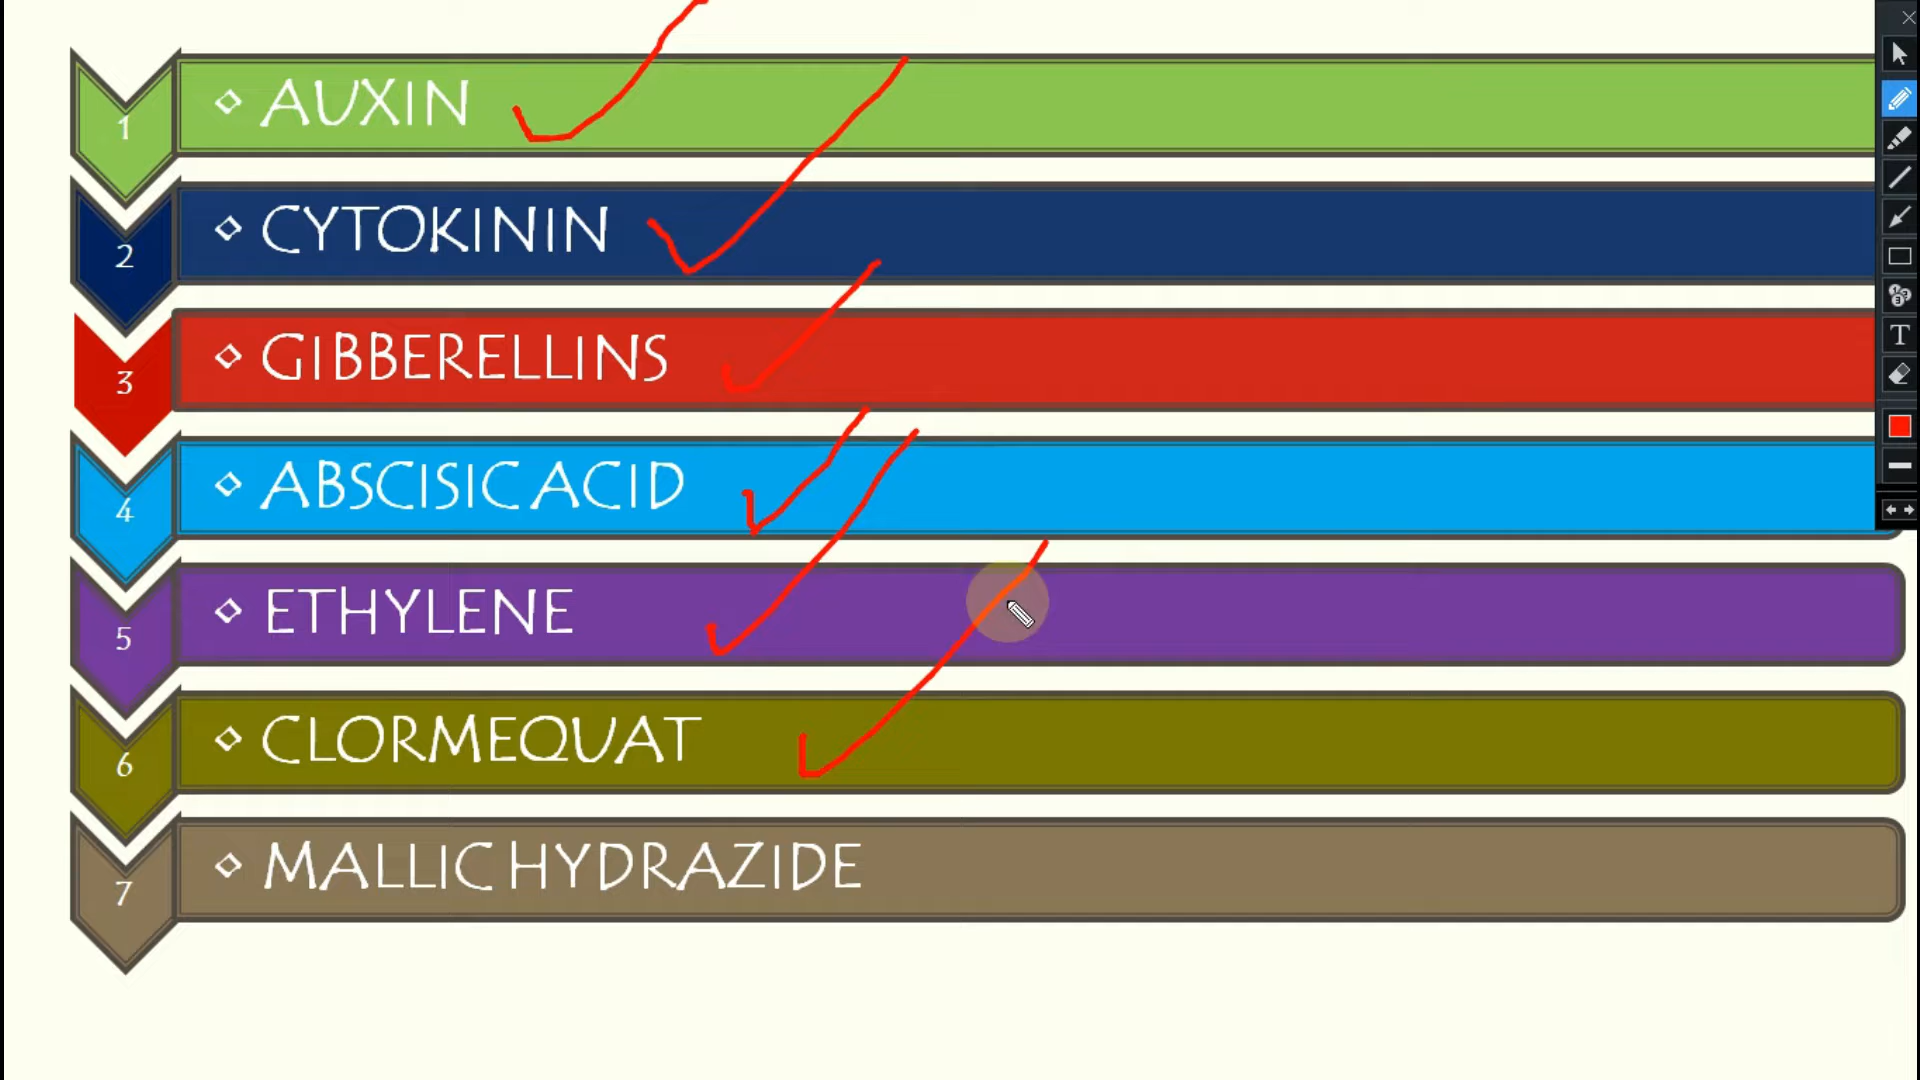 1
◇ AUXIN
2
◇ CYTOKININ
3
◇ GIBBERELLINS
4
◇ ABSCISIC ACID
5
◇ ETHYLENE
6
◇ CLORMEQUAT
7
◇ MALLIC HYDRAZIDE
T